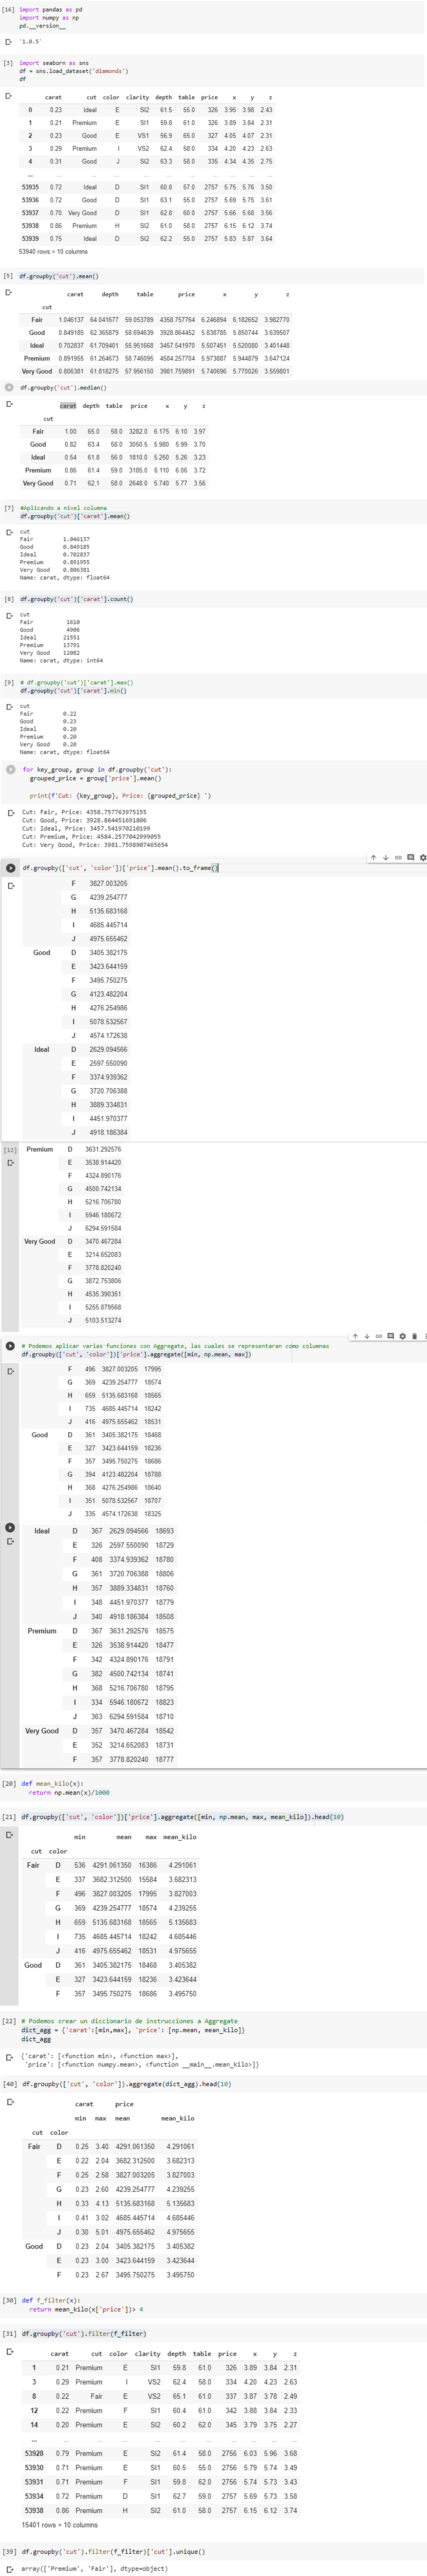 [16] import pandas as pd
import numpy as np
pd.__version__
'1.0.5'
[3] import seaborn as sns
df = sns.load_dataset('diamonds')
df
carat cut color clarity depth table price x y z
0 0.23 Ideal E SI2 61.5 55.0 326 3.95 3.98 2.43
1 0.21 Premium E SI1 59.8 61.0 326 3.89 3.84 2.31
2 0.23 Good E VS1 56.9 65.0 327 4.05 4.07 2.31
3 0.29 Premium I VS2 62.4 58.0 334 4.20 4.23 2.63
4 0.31 Good J SI2 63.3 58.0 335 4.34 4.35 2.75
... ... ... ... ... ... ... ... ... ... ...
53935 0.72 Ideal D SI1 60.8 57.0 2757 5.75 5.76 3.50
53936 0.72 Good D SI1 63.1 55.0 2757 5.69 5.75 3.61
53937 0.70 Very Good D SI1 62.8 60.0 2757 5.66 5.68 3.56
53938 0.86 Premium H SI2 61.0 58.0 2757 6.15 6.12 3.74
53939 0.75 Ideal D SI2 62.2 55.0 2757 5.83 5.87 3.64
53940 rows × 10 columns
[5] df.groupby('cut').mean()
carat depth table price x y z
cut
Fair 1.046137 64.041677 59.053789 4358.757764 6.246894 6.182652 3.982770
Good 0.849185 62.365879 58.694639 3928.864452 5.838785 5.850744 3.639507
Ideal 0.702837 61.709401 55.951668 3457.541970 5.507451 5.520080 3.401448
Premium 0.891955 61.264673 58.746095 4584.257704 5.973887 5.944879 3.647124
Very Good 0.806381 61.818275 57.956150 3981.759891 5.740696 5.770026 3.559801
df.groupby('cut').median()
carat depth table price x y z
cut
Fair 1.00 65.0 58.0 3282.0 6.175 6.10 3.97
Good 0.82 63.4 58.0 3050.5 5.980 5.99 3.70
Ideal 0.54 61.8 56.0 1810.0 5.250 5.26 3.23
Premium 0.86 61.4 59.0 3185.0 6.110 6.06 3.72
Very Good 0.71 62.1 58.0 2648.0 5.740 5.77 3.56
[7] #Aplicando a nivel columna
df.groupby('cut')['carat'].mean()
cut
Fair 1.046137
Good 0.849185
Ideal 0.702837
Premium 0.891955
Very Good 0.806381
Name: carat, dtype: float64
[8] df.groupby('cut')['carat'].count()
cut
Fair 1610
Good 4906
Ideal 21551
Premium 13791
Very Good 12082
Name: carat, dtype: int64
[9] # df.groupby('cut')['carat'].max()
df.groupby('cut')['carat'].min()
cut
Fair 0.22
Good 0.23
Ideal 0.20
Premium 0.20
Very Good 0.20
Name: carat, dtype: float64
for key_group, group in df.groupby('cut'):
grouped_price = group['price'].mean()
print(f'Cut: {key_group}, Price: {grouped_price} ')
Cut: Fair, Price: 4358.757763975155
Cut: Good, Price: 3928.864451691806
Cut: Ideal, Price: 3457.541970210199
Cut: Premium, Price: 4584.2577042999055
Cut: Very Good, Price: 3981.7598907465654
df.groupby(['cut', 'color'])['price'].mean().to_frame()
F 3827.003205
G 4239.254777
H 5135.683168
I 4685.445714
J 4975.655462
Good D 3405.382175
E 3423.644159
F 3495.750275
G 4123.482204
H 4276.254986
I 5078.532567
J 4574.172638
Ideal D 2629.094566
E 2597.550090
F 3374.939362
G 3720.706388
H 3889.334831
I 4451.970377
J 4918.186384
[12] Premium D 3631.292576
E 3538.914420
F 4324.890176
G 4500.742134
H 5216.706780
I 5946.180672
J 6294.591584
Very Good D 3470.467284
E 3214.652083
F 3778.820240
G 3872.753806
H 4535.390351
I 5255.879568
J 5103.513274
# Podemos aplicar varias funciones con Aggregate, las cuales se representaran como columnas
df.groupby(['cut', 'color'])['price'].aggregate([min, np.mean, max])
F 496 3827.003205 17995
G 369 4239.254777 18574
H 659 5135.683168 18565
I 735 4685.445714 18242
J 416 4975.655462 18531
Good D 361 3405.382175 18468
E 327 3423.644159 18236
F 357 3495.750275 18686
G 394 4123.482204 18788
H 368 4276.254986 18640
I 351 5078.532567 18707
J 335 4574.172638 18325
Ideal D 367 2629.094566 18693
E 326 2597.550090 18729
F 408 3374.939362 18780
G 361 3720.706388 18806
H 357 3889.334831 18760
I 348 4451.970377 18779
J 340 4918.186384 18508
Premium D 367 3631.292576 18575
E 326 3538.914420 18477
F 342 4324.890176 18791
G 382 4500.742134 18741
H 368 5216.706780 18795
I 334 5946.180672 18823
J 363 6294.591584 18710
Very Good D 357 3470.467284 18542
E 352 3214.652083 18731
F 357 3778.820240 18777
[20] def mean_kilo(x):
return np.mean(x)/1000
[21] df.groupby(['cut', 'color'])['price'].aggregate([min, np.mean, max, mean_kilo]).head(10)
min mean max mean_kilo
cut color
Fair D 536 4291.061350 16386 4.291061
E 337 3682.312500 15584 3.682313
F 496 3827.003205 17995 3.827003
G 369 4239.254777 18574 4.239255
H 659 5135.683168 18565 5.135683
I 735 4685.445714 18242 4.685446
J 416 4975.655462 18531 4.975655
Good D 361 3405.382175 18468 3.405382
E 327 3423.644159 18236 3.423644
F 357 3495.750275 18686 3.495750
[22] # Podemos crear un diccionario de instrucciones a Aggregate
dict_agg = {'carat':[min,max], 'price': [np.mean, mean_kilo]}
dict_agg
{'carat': [<function min>, <function max>],
'price': [<function numpy.mean>, <function __main__.mean_kilo>]}
[40] df.groupby(['cut', 'color']).aggregate(dict_agg).head(10)
carat price
min max mean mean_kilo
cut color
Fair D 0.25 3.40 4291.061350 4.291061
E 0.22 2.04 3682.312500 3.682313
F 0.25 2.58 3827.003205 3.827003
G 0.23 2.60 4239.254777 4.239255
H 0.33 4.13 5135.683168 5.135683
I 0.41 3.02 4685.445714 4.685446
J 0.30 5.01 4975.655462 4.975655
Good D 0.23 2.04 3405.382175 3.405382
E 0.23 3.00 3423.644159 3.423644
F 0.23 2.67 3495.750275 3.495750
[30] def f_filter(x):
return mean_kilo(x['price'])> 4
[31] df.groupby('cut').filter(f_filter)
carat cut color clarity depth table price x y z
1 0.21 Premium E SI1 59.8 61.0 326 3.89 3.84 2.31
3 0.29 Premium I VS2 62.4 58.0 334 4.20 4.23 2.63
8 0.22 Fair E VS2 65.1 61.0 337 3.87 3.78 2.49
12 0.22 Premium F SI1 60.4 61.0 342 3.88 3.84 2.33
14 0.20 Premium E SI2 60.2 62.0 345 3.79 3.75 2.27
... ... ... ... ... ... ... ... ... ... ...
53928 0.79 Premium E SI2 61.4 58.0 2756 6.03 5.96 3.68
53930 0.71 Premium E SI1 60.5 55.0 2756 5.79 5.74 3.49
53931 0.71 Premium F SI1 59.8 62.0 2756 5.74 5.73 3.43
53934 0.72 Premium D SI1 62.7 59.0 2757 5.69 5.73 3.58
53938 0.86 Premium H SI2 61.0 58.0 2757 6.15 6.12 3.74
15401 rows × 10 columns
[39] df.groupby('cut').filter(f_filter)['cut'].unique()
array(['Premium', 'Fair'], dtype=object)